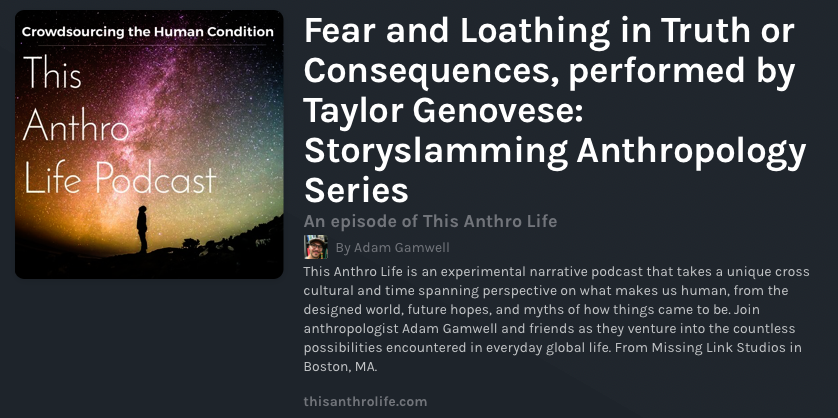 Crowdsourcing the Human Condition
This
Anthro
Life Podcast
Fear and Loathing in Truth or
Consequences, performed by
Taylor Genovese:
Storyslamming Anthropology
Series
An episode of This Anthro Life
By Adam Gamwell
This Anthro Life is an experimental narrative podcast that takes a unique cross
cultural and time spanning perspective on what makes us human, from the
designed world, future hopes, and myths of how things came to be. Join
anthropologist Adam Gamwell and friends as they venture into the countless
possibilities encountered in everyday global life. From Missing Link Studios in
Boston, MA.
thisanthrolife.com